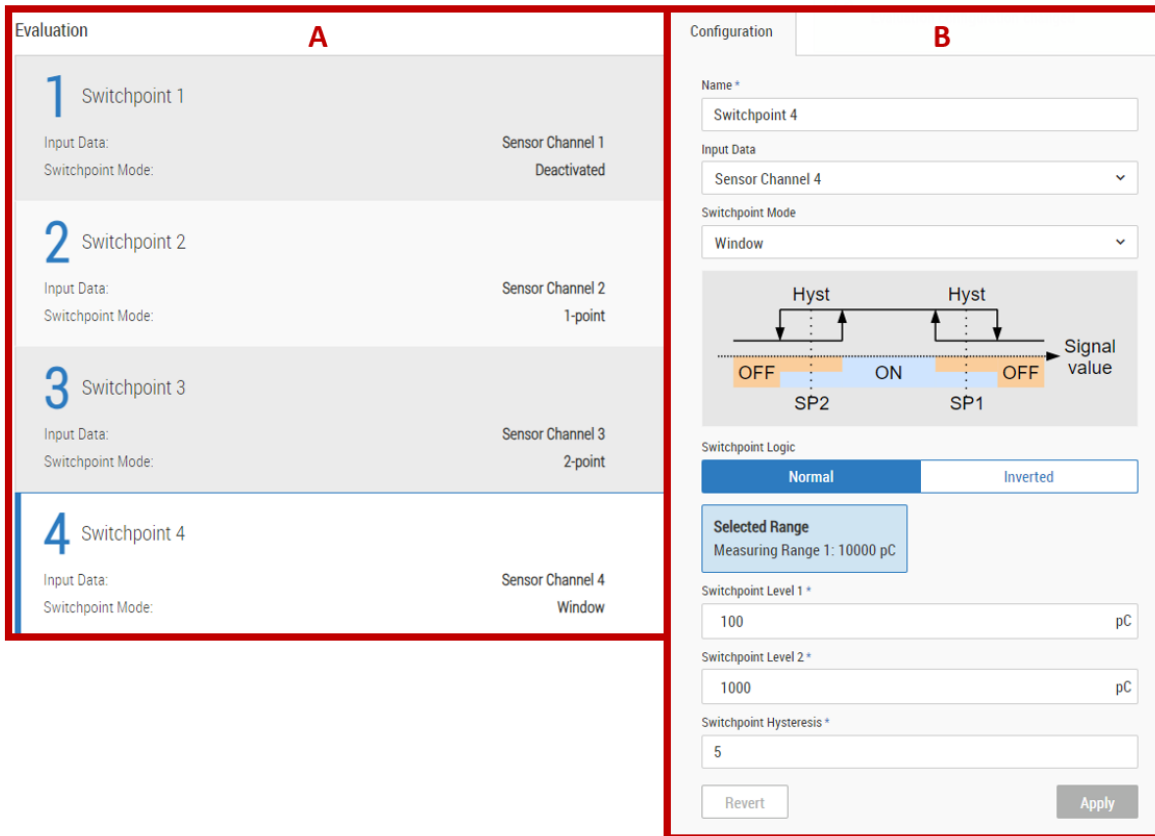 Evaluation
A
1 Switchpoint 1
Input Data: Sensor Channel 1
Switchpoint Mode: Deactivated
2 Switchpoint 2
Input Data: Sensor Channel 2
Switchpoint Mode: 1-point
3 Switchpoint 3
Input Data: Sensor Channel 3
Switchpoint Mode: 2-point
4 Switchpoint 4
Input Data: Sensor Channel 4
Switchpoint Mode: Window
Configuration
B
Name *
Switchpoint 4
Input Data
Sensor Channel 4
Switchpoint Mode
Window
Hyst Hyst
Signal
value
OFF ON OFF
SP2 SP1
Switchpoint Logic
Normal Inverted
Selected Range
Measuring Range 1: 10000 pC
Switchpoint Level 1 *
100 pC
Switchpoint Level 2 *
1000 pC
Switchpoint Hysteresis *
5
Revert Apply